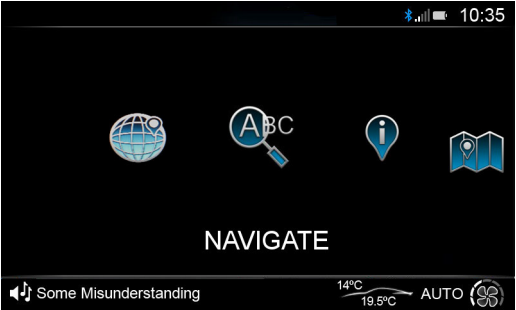 10:35
ABC
i
NAVIGATE
Some Misunderstanding
14ºC
19.5ºC
AUTO